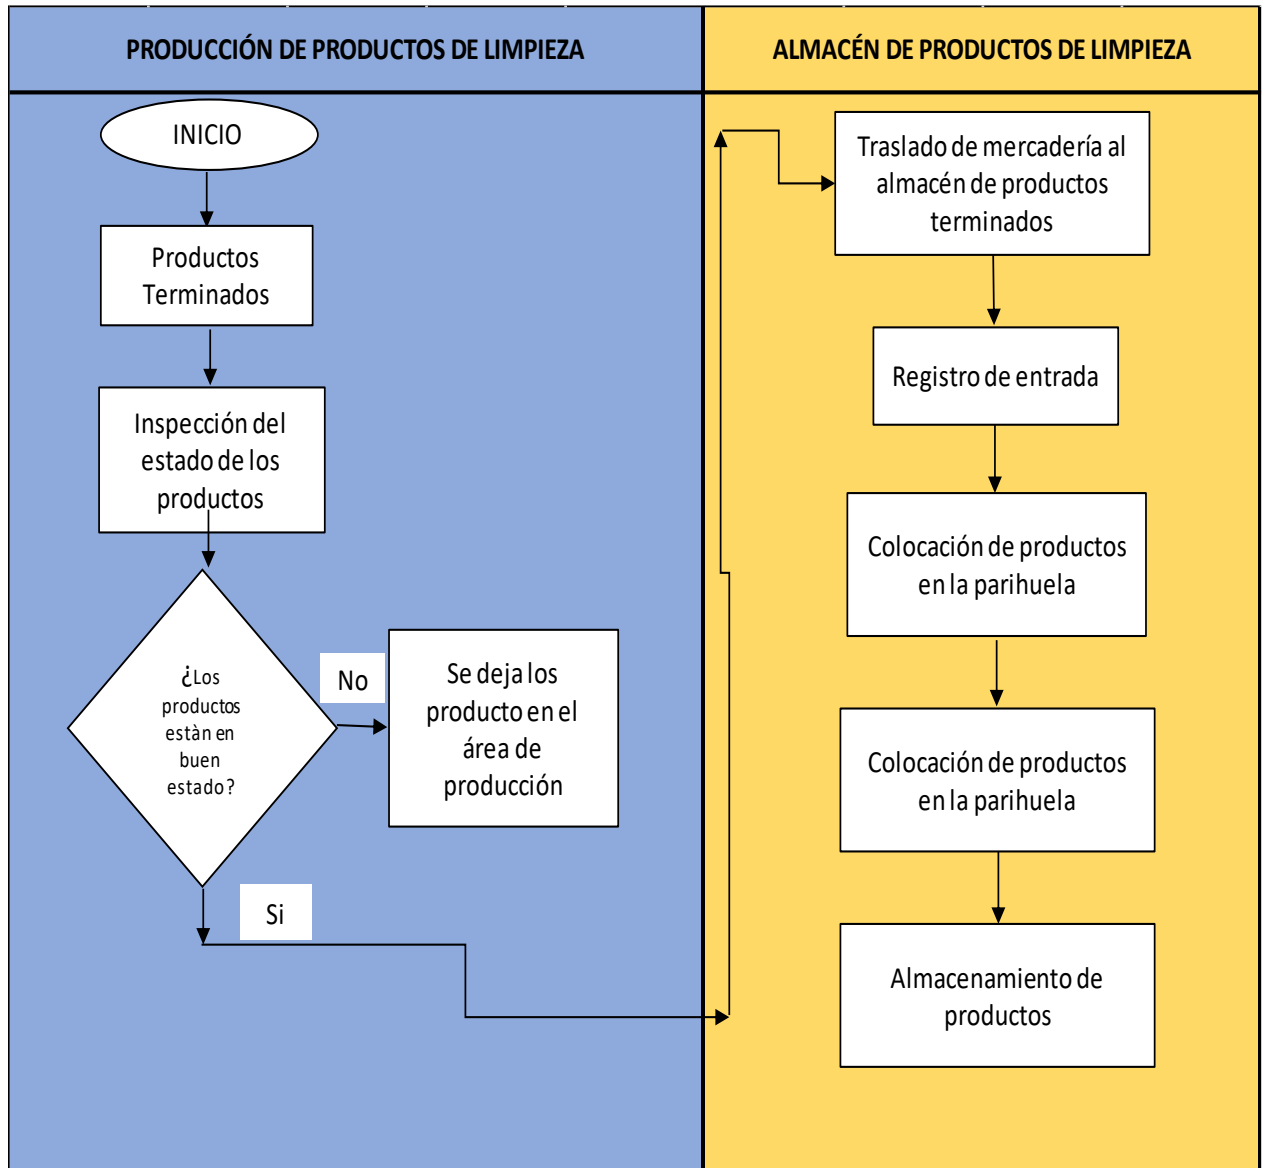 PRODUCCIÓN DE PRODUCTOS DE LIMPIEZA
ALMACÉN DE PRODUCTOS DE LIMPIEZA
INICIO
Productos
Terminados
Inspección del
estado de los
productos
¿Los
productos
estàn en
buen
estado?
No
Se deja los
producto en el
área de
producción
Si
Traslado de mercadería al
almacén de productos
terminados
Registro de entrada
Colocación de productos
en la parihuela
Colocación de productos
en la parihuela
Almacenamiento de
productos